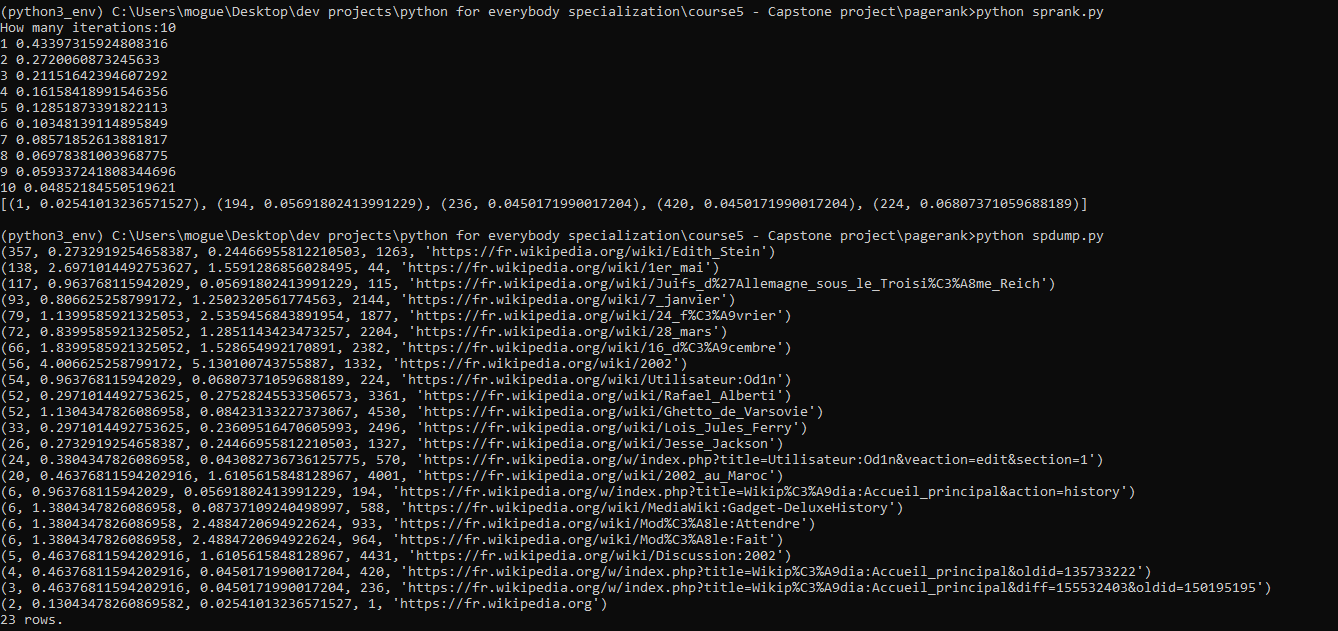 (python3_env) C:\Users\mogue\Desktop\dev projects\python for everybody specialization\course5 - Capstone project\pagerank>python sprank.py
How many iterations:10
1 0.43397315924808316
2 0.2720060873245633
3 0.21151642394607292
4 0.16158418991546356
5 0.12851873391822113
6 0.10348139114895849
7 0.08571852613881817
8 0.06978381003968775
9 0.059337241808344696
10 0.04852184550519621
[(1, 0.02541013236571527), (194, 0.05691802413991229), (236, 0.0450171990017204), (420, 0.0450171990017204), (224, 0.06807371059688189)]
(python3_env) C:\Users\mogue\Desktop\dev projects\python for everybody specialization\course5 - Capstone project\pagerank>python spdump.py
(357, 0.2732919254658387, 0.24466955812210503, 1263, 'https://fr.wikipedia.org/wiki/Edith_Stein')
(138, 2.6971014492753627, 1.5591286856028495, 44, 'https://fr.wikipedia.org/wiki/1er_mai')
(117, 0.963768115942029, 0.05691802413991229, 115, 'https://fr.wikipedia.org/wiki/Juifs_d%27Allemagne_sous_le_Troisi%C3%A8me_Reich')
(93, 0.806625258799172, 1.2502320561774563, 2144, 'https://fr.wikipedia.org/wiki/7_janvier')
(79, 1.1399585921325053, 2.5359456843891954, 1877, 'https://fr.wikipedia.org/wiki/24_f%C3%A9vrier')
(72, 0.8399585921325052, 1.2851143423473257, 2204, 'https://fr.wikipedia.org/wiki/28_mars')
(66, 1.8399585921325052, 1.528654992170891, 2382, 'https://fr.wikipedia.org/wiki/16_d%C3%A9cembre')
(56, 4.006625258799172, 5.130100743755887, 1332, 'https://fr.wikipedia.org/wiki/2002')
(54, 0.963768115942029, 0.06807371059688189, 224, 'https://fr.wikipedia.org/wiki/Utilisateur:Od1n')
(52, 0.2971014492753625, 0.27528245533506573, 3361, 'https://fr.wikipedia.org/wiki/Rafael_Alberti')
(52, 1.1304347826086958, 0.08423133227373067, 4530, 'https://fr.wikipedia.org/wiki/Ghetto_de_Varsovie')
(33, 0.2971014492753625, 0.23609516470605993, 2496, 'https://fr.wikipedia.org/wiki/Lois_Jules_Ferry')
(26, 0.2732919254658387, 0.24466955812210503, 1327, 'https://fr.wikipedia.org/wiki/Jesse_Jackson')
(24, 0.3804347826086958, 0.043082736736125775, 570, 'https://fr.wikipedia.org/w/index.php?title=Utilisateur:Od1n&veaction=edit&section=1')
(20, 0.46376811594202916, 1.6105615848128967, 4001, 'https://fr.wikipedia.org/wiki/2002_au_Maroc')
(6, 0.963768115942029, 0.05691802413991229, 194, 'https://fr.wikipedia.org/w/index.php?title=Wikip%C3%A9dia:Accueil_principal&action=history')
(6, 1.3804347826086958, 0.08737109240498997, 588, 'https://fr.wikipedia.org/wiki/MediaWiki:Gadget-DeluxeHistory')
(6, 1.3804347826086958, 2.4884720694922624, 933, 'https://fr.wikipedia.org/wiki/Mod%C3%A8le:Attendre')
(6, 1.3804347826086958, 2.4884720694922624, 964, 'https://fr.wikipedia.org/wiki/Mod%C3%A8le:Fait')
(5, 0.46376811594202916, 1.6105615848128967, 4431, 'https://fr.wikipedia.org/wiki/Discussion:2002')
(4, 0.46376811594202916, 0.0450171990017204, 420, 'https://fr.wikipedia.org/w/index.php?title=Wikip%C3%A9dia:Accueil_principal&oldid=135733222')
(3, 0.46376811594202916, 0.0450171990017204, 236, 'https://fr.wikipedia.org/w/index.php?title=Wikip%C3%A9dia:Accueil_principal&diff=155532403&oldid=150195195')
(2, 0.13043478260869582, 0.02541013236571527, 1, 'https://fr.wikipedia.org')
23 rows.